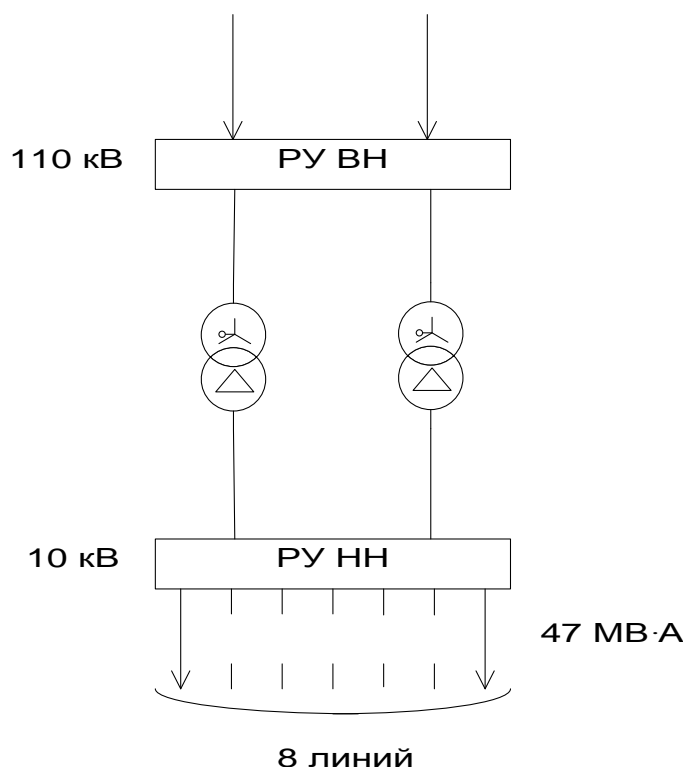 110 кВ
РУ ВН
10 кВ
РУ НН
47 МВ·А
8 линий